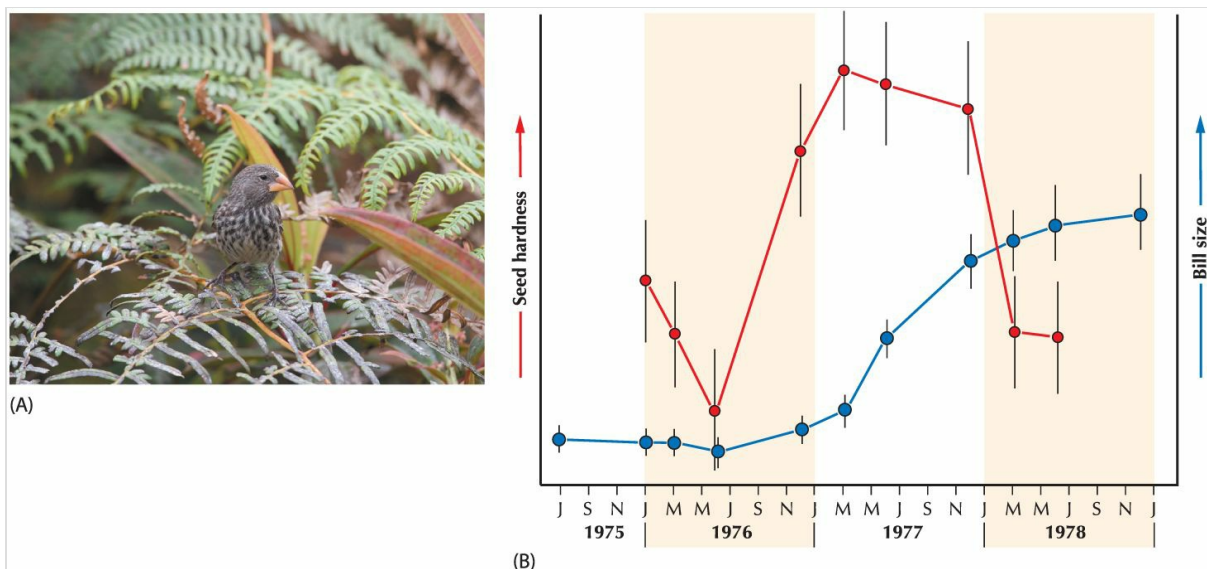 (A)
Seed hardness
Bill size
J S N J M M J S N J M M J S N J M M J S N J
1975 1976 1977 1978
(B)